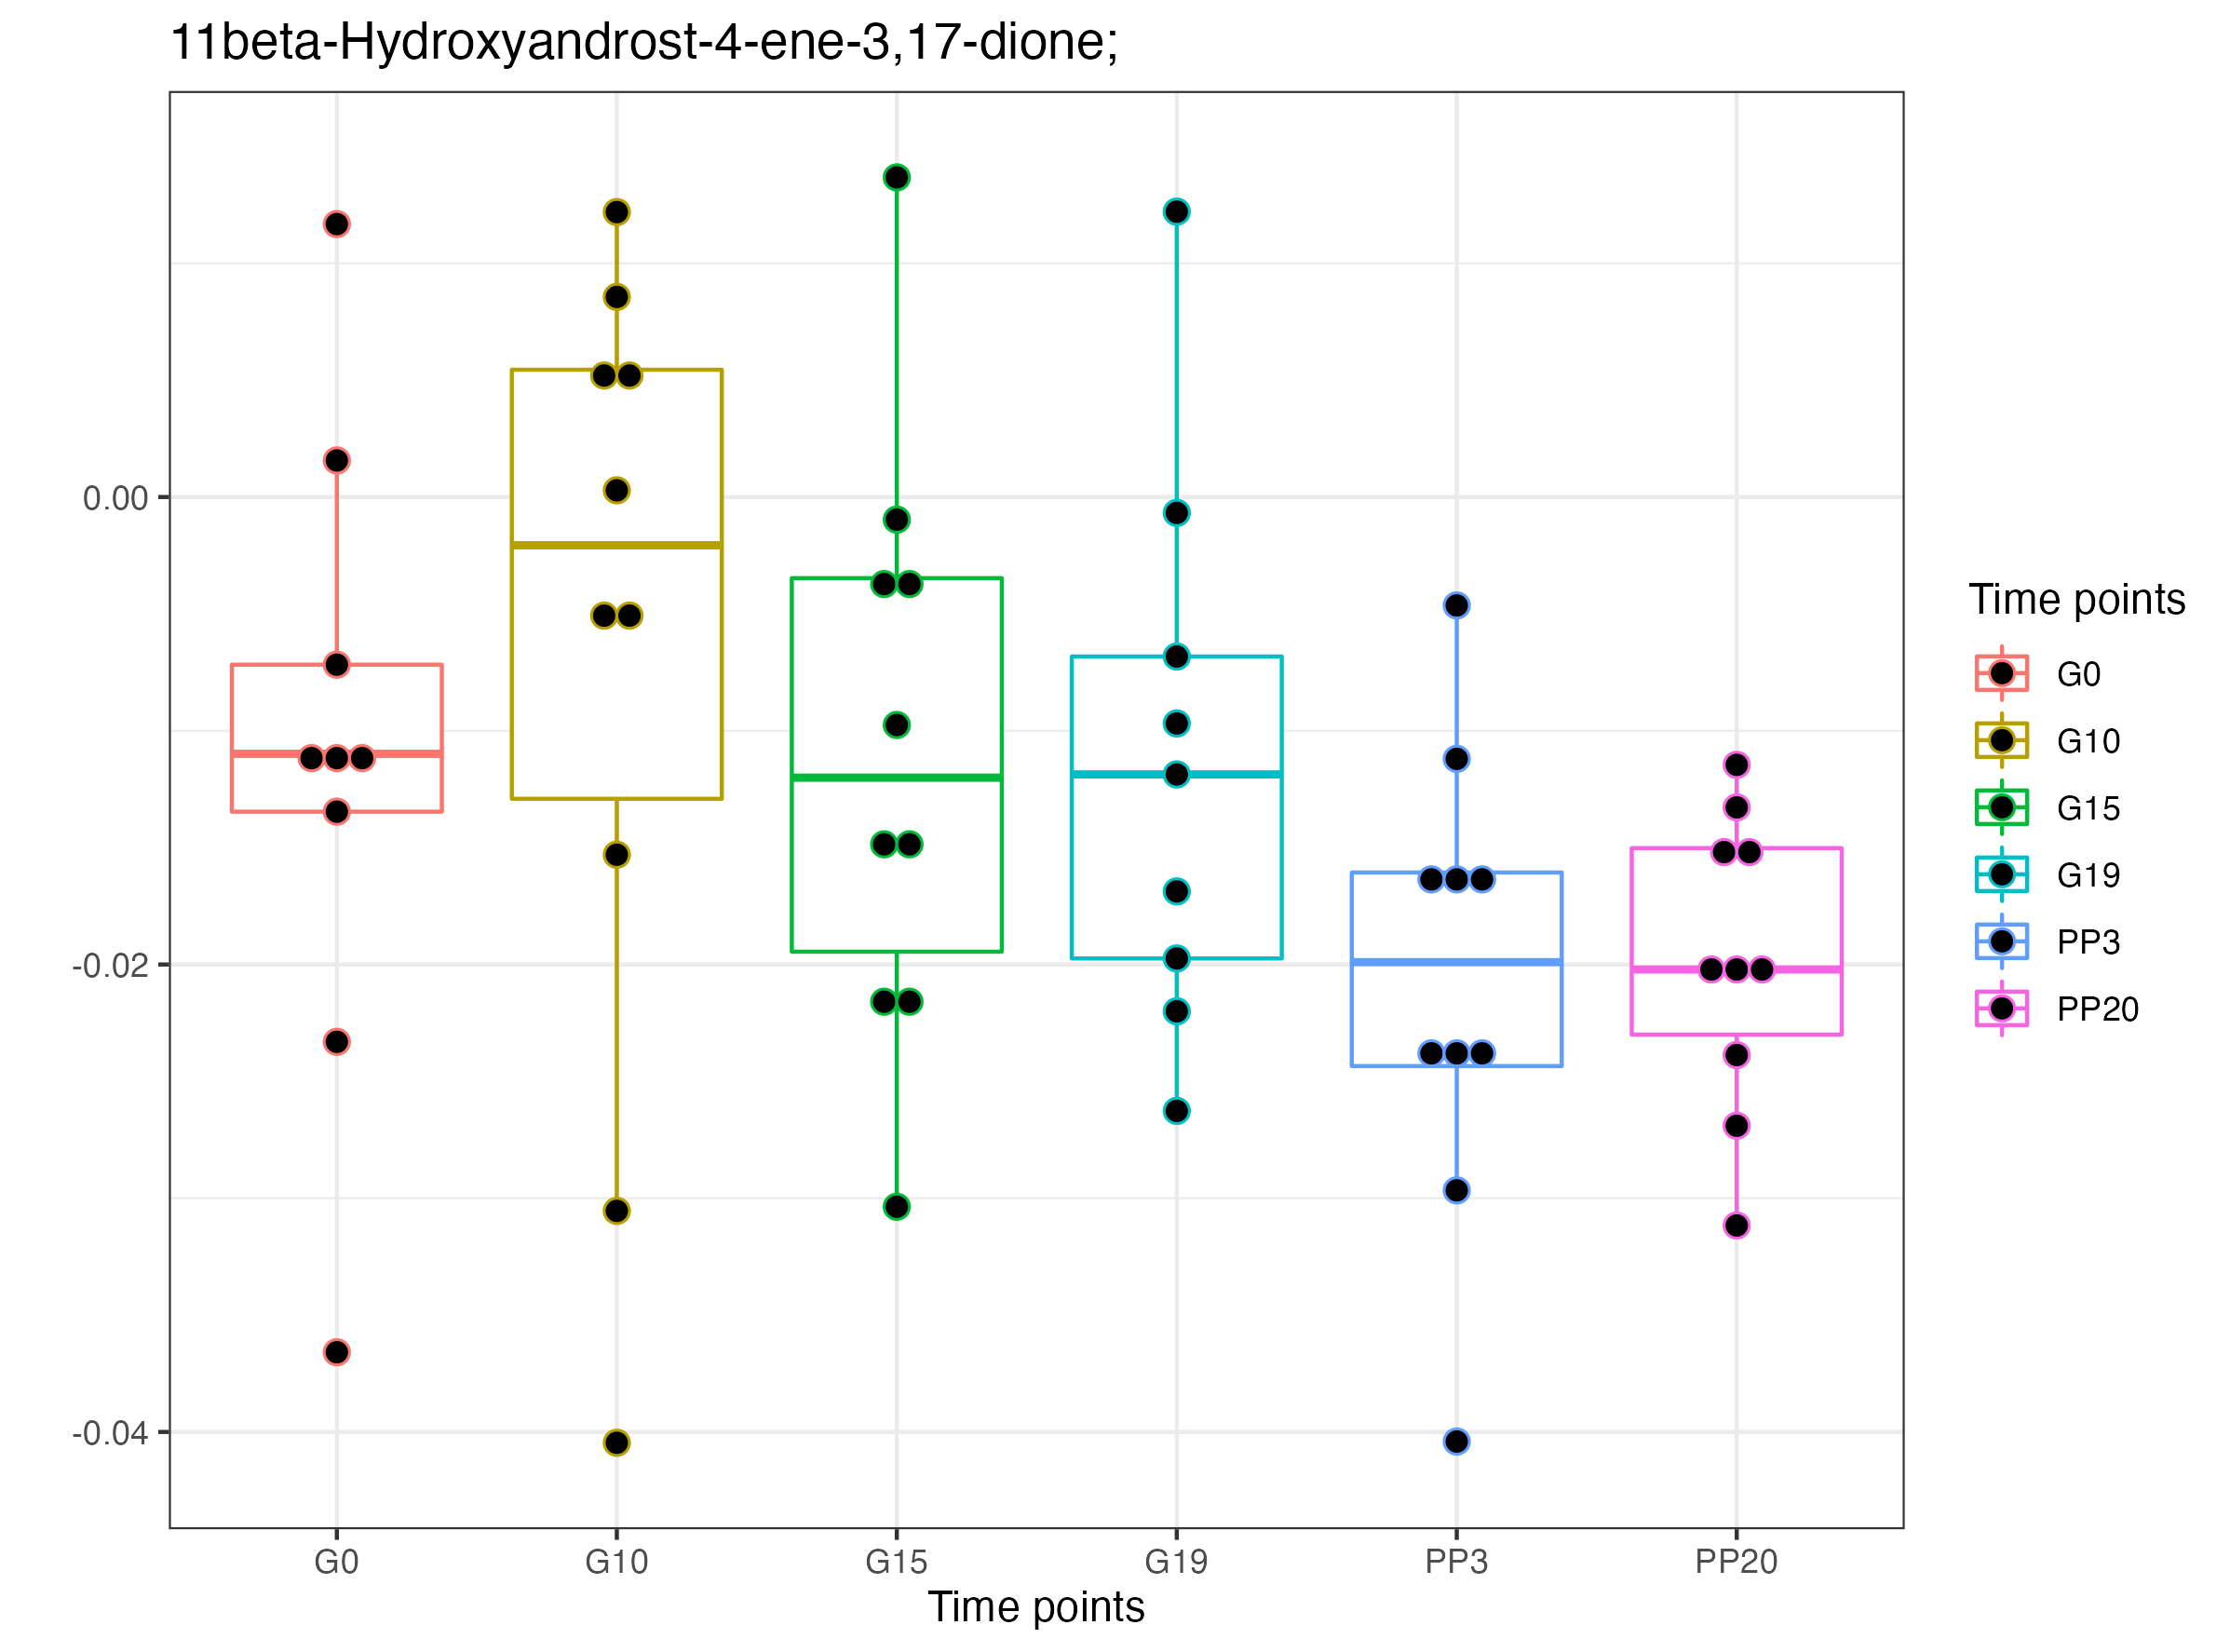 11beta-Hydroxyandrost-4-ene-3,17-dione;
0.00
-0.02
-0.04
G0
G10
G15
G19
PP3
PP20
Time points
Time points
G0
G10
G15
G19
PP3
PP20